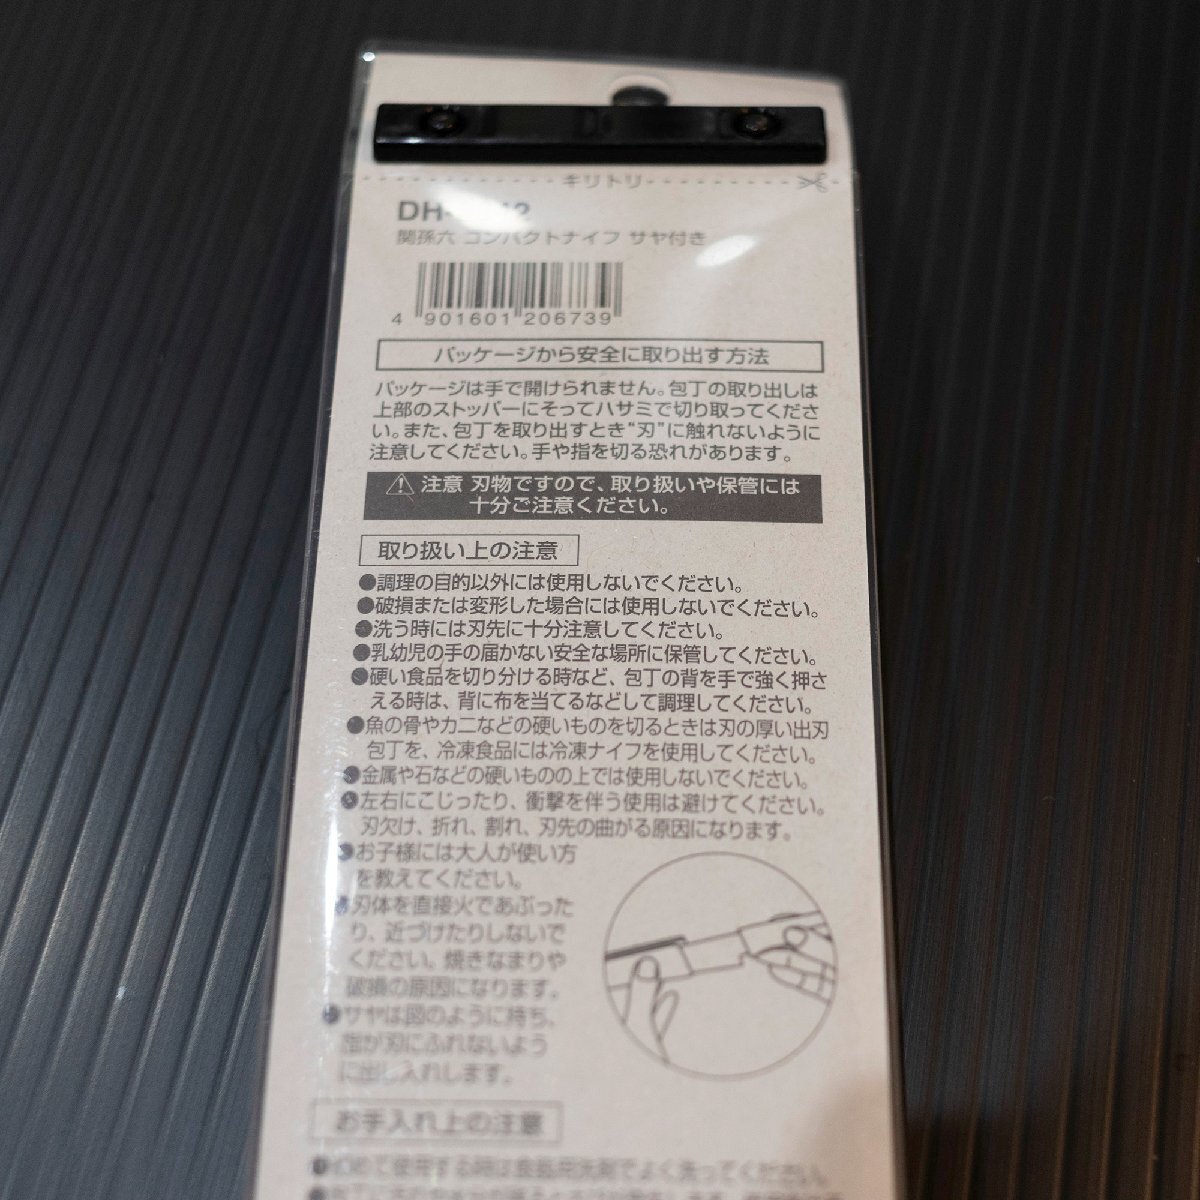 キリトリ
関孫六 コンパクトナイフ サヤ付き
4 901601 206739
パッケージから安全に取り出す方法
パッケージは手で開けられません。包丁の取り出しは
上部のストッパーにそってハサミで切り取ってくださ
い。また、包丁を取り出すとき"刃"に触れないように
注意してください。手や指を切る恐れがあります。
⚠ 注意 刃物ですので、取り扱いや保管には
十分ご注意ください。
取り扱い上の注意
●調理の目的以外には使用しないでください。
●破損または変形した場合には使用しないでください。
●洗う時には刃先に十分注意してください。
●乳幼児の手の届かない安全な場所に保管してください。
●硬い食品を切り分ける時など、包丁の背を手で強く押さ
える時は、背に布を当てるなどして調理してください。
●魚の骨やカニなどの硬いものを切るときは刃の厚い出刃
包丁を、冷凍食品には冷凍ナイフを使用してください。
●金属や石などの硬いものの上では使用しないでください。
●左右にこじったり、衝撃を伴う使用は避けてください。
刃欠け、折れ、割れ、刃先の曲がる原因になります。
●お子様には大人が使い方
を教えてください。
●刃体を直接火であぶった
り、近づけたりしないで
ください。焼きなまりや
破損の原因になります。
●サヤは図のように持ち、
指が刃にふれないよう
に出し入れします。
お手入れ上の注意
●初めて使用する時は食器用洗剤でよく洗ってください。